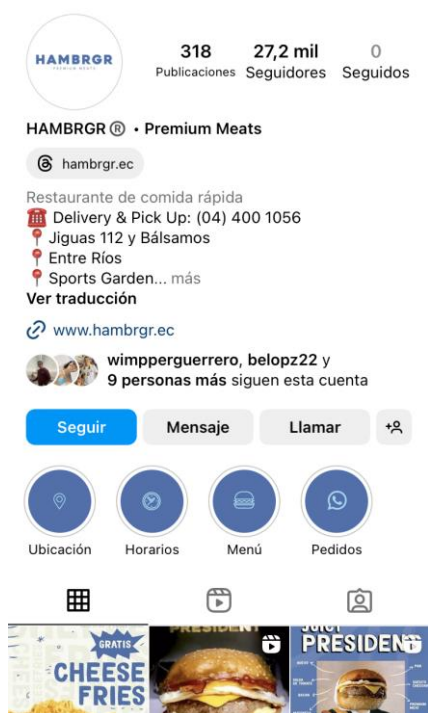 HAMBRGR
PREMIUM MEATS
318
27,2 mil
0
Publicaciones
Seguidores
Seguidos
HAMBRGR ® • Premium Meats
hambrgr.ec
Restaurante de comida rápida
☎️ Delivery & Pick Up: (04) 400 1056
📍 Jiguas 112 y Bálsamos
📍 Entre Ríos
📍 Sports Garden... más
Ver traducción
www.hambrgr.ec
wimpperguerrero, belopz22 y
9 personas más siguen esta cuenta
Seguir
Mensaje
Llamar
Ubicación
Horarios
Menú
Pedidos
GRATIS
CHEESE
FRIES
PRESIDENT
JUICY
PRESIDENT